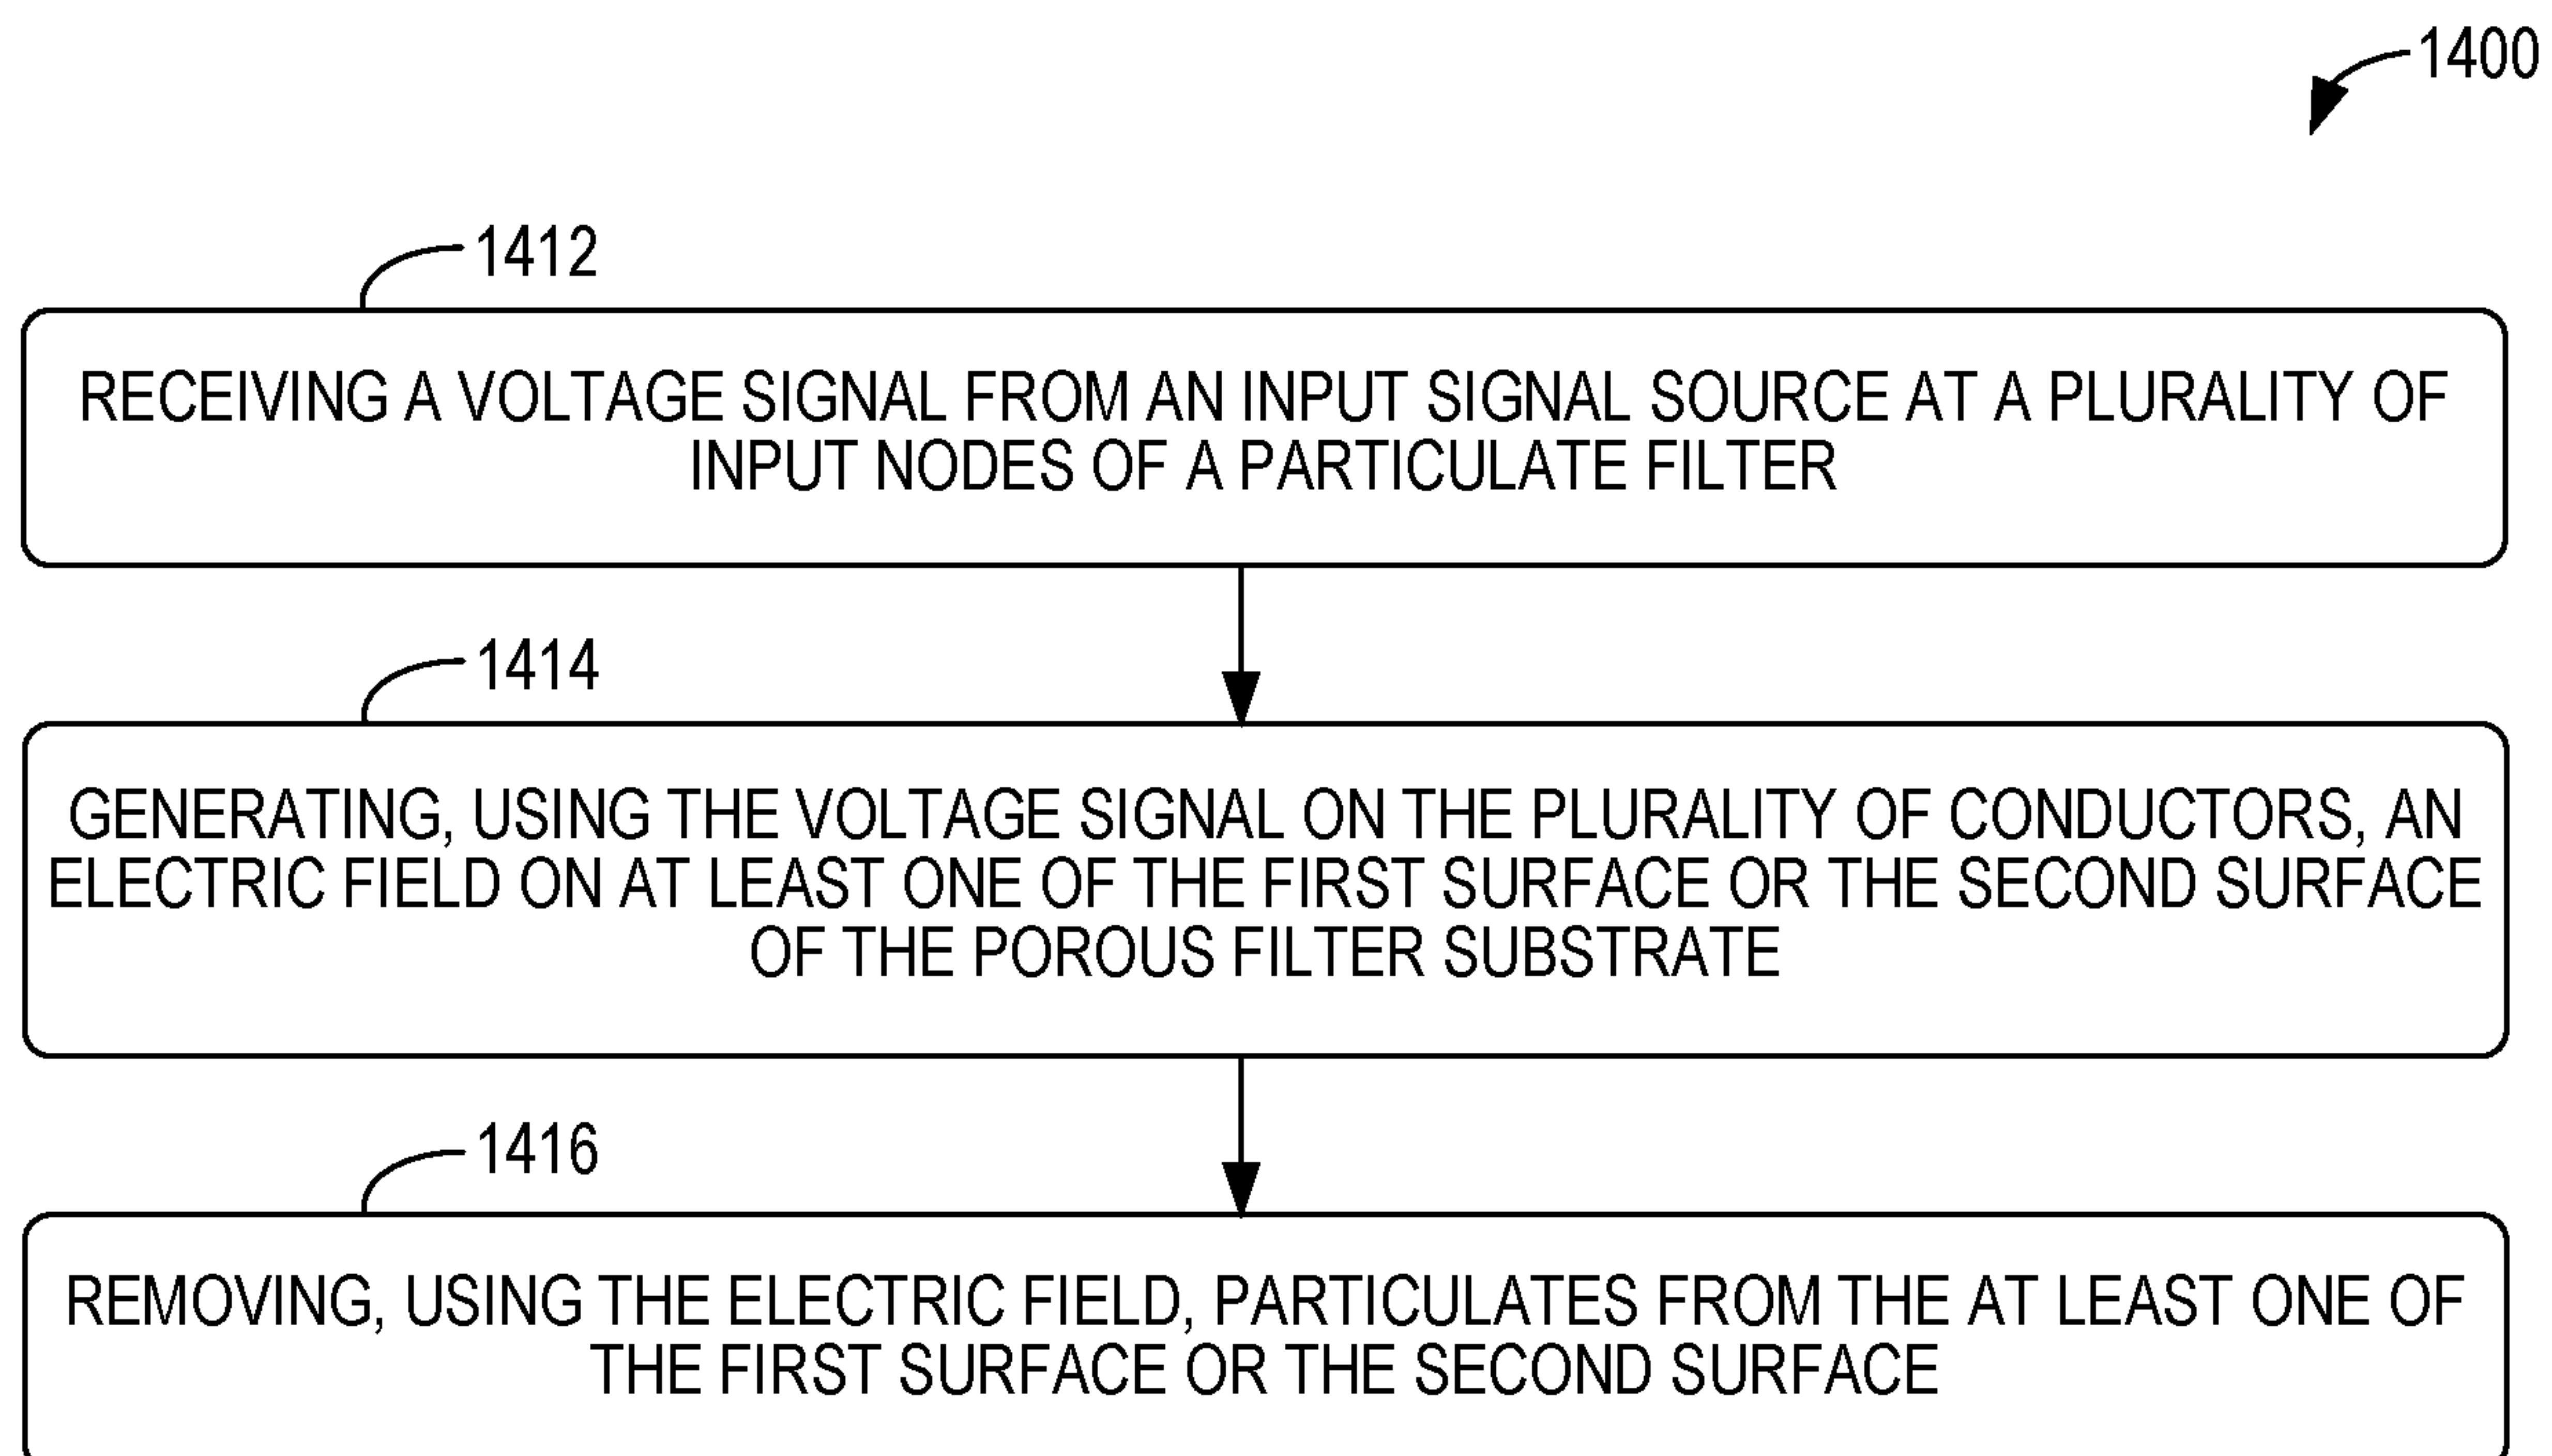 1400
1412
RECEIVING A VOLTAGE SIGNAL FROM AN INPUT SIGNAL SOURCE AT A PLURALITY OF
INPUT NODES OF A PARTICULATE FILTER
1414
GENERATING, USING THE VOLTAGE SIGNAL ON THE PLURALITY OF CONDUCTORS, AN
ELECTRIC FIELD ON AT LEAST ONE OF THE FIRST SURFACE OR THE SECOND SURFACE
OF THE POROUS FILTER SUBSTRATE
1416
REMOVING, USING THE ELECTRIC FIELD, PARTICULATES FROM THE AT LEAST ONE OF
THE FIRST SURFACE OR THE SECOND SURFACE